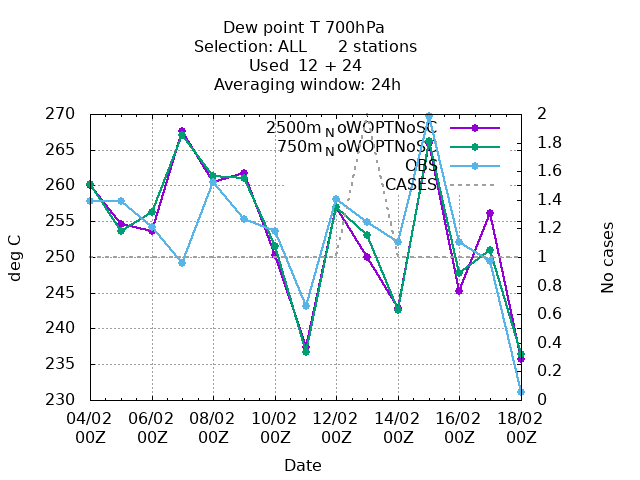 Dew point T 700hPa
Selection: ALL      2 stations
Used  12 + 24
Averaging window: 24h
270
265
260
255
250
245
240
235
230
2
1.8
1.6
1.4
1.2
1
0.8
0.6
0.4
0.2
0
2500m_NoWOPTNoSC
750m_NoWOPTNoSC
OBS
CASES
deg C
No cases
04/02 06/02 08/02 10/02 12/02 14/02 16/02 18/02
00Z 00Z 00Z 00Z 00Z 00Z 00Z 00Z
Date